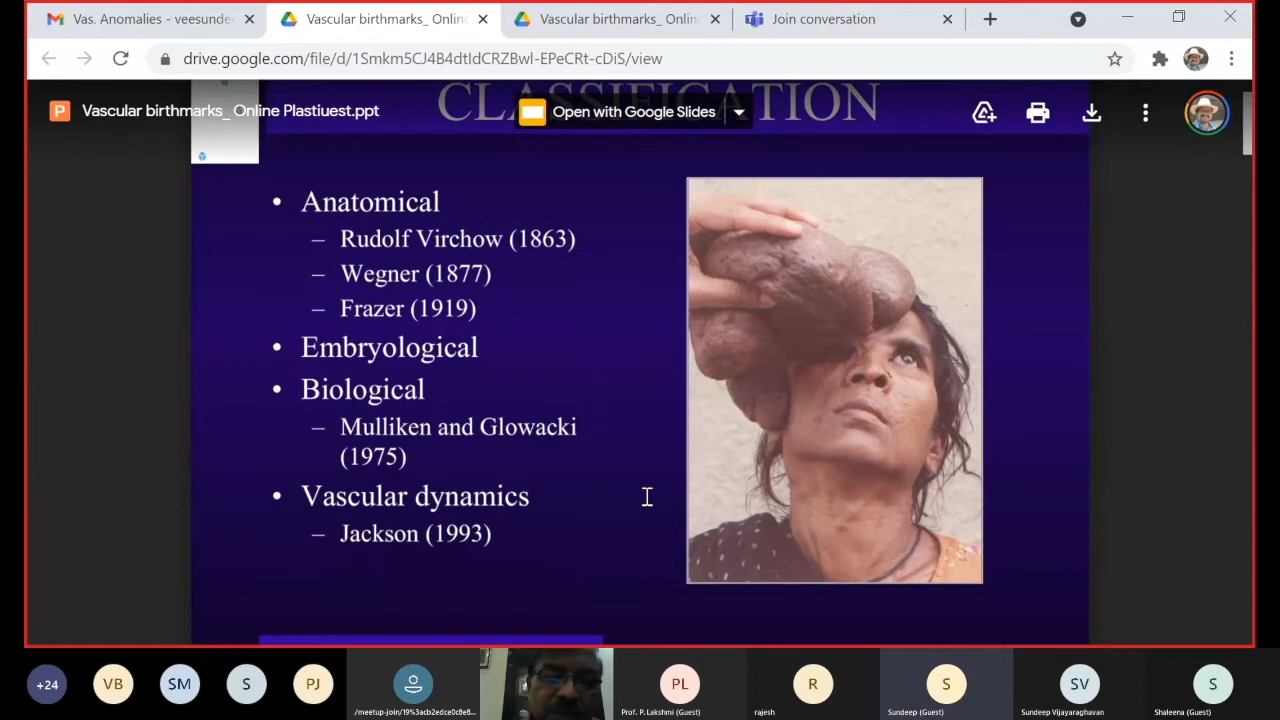 Vas. Anomalies - veesunder
Vascular birthmarks_ Onlin
Vascular birthmarks_ Onlin
Join conversation
drive.google.com/file/d/1Smkm5CJ4B4dtIdCRZBwl-EPeCRt-cDiS/view
P
Vascular birthmarks_ Online Plastiuest.ppt
Open with Google Slides
CLASSIFICATION
• Anatomical
– Rudolf Virchow (1863)
– Wegner (1877)
– Frazer (1919)
• Embryological
• Biological
– Mulliken and Glowacki
(1975)
• Vascular dynamics
– Jackson (1993)
+24
VB
SM
S
PJ
/meetup-join/19%3acb2edce0c8e8...
PL
Prof. P. Lakshmi (Guest)
R
rajesh
S
Sundeep (Guest)
SV
Sundeep Vijayaraghavan
S
Shaleena (Guest)